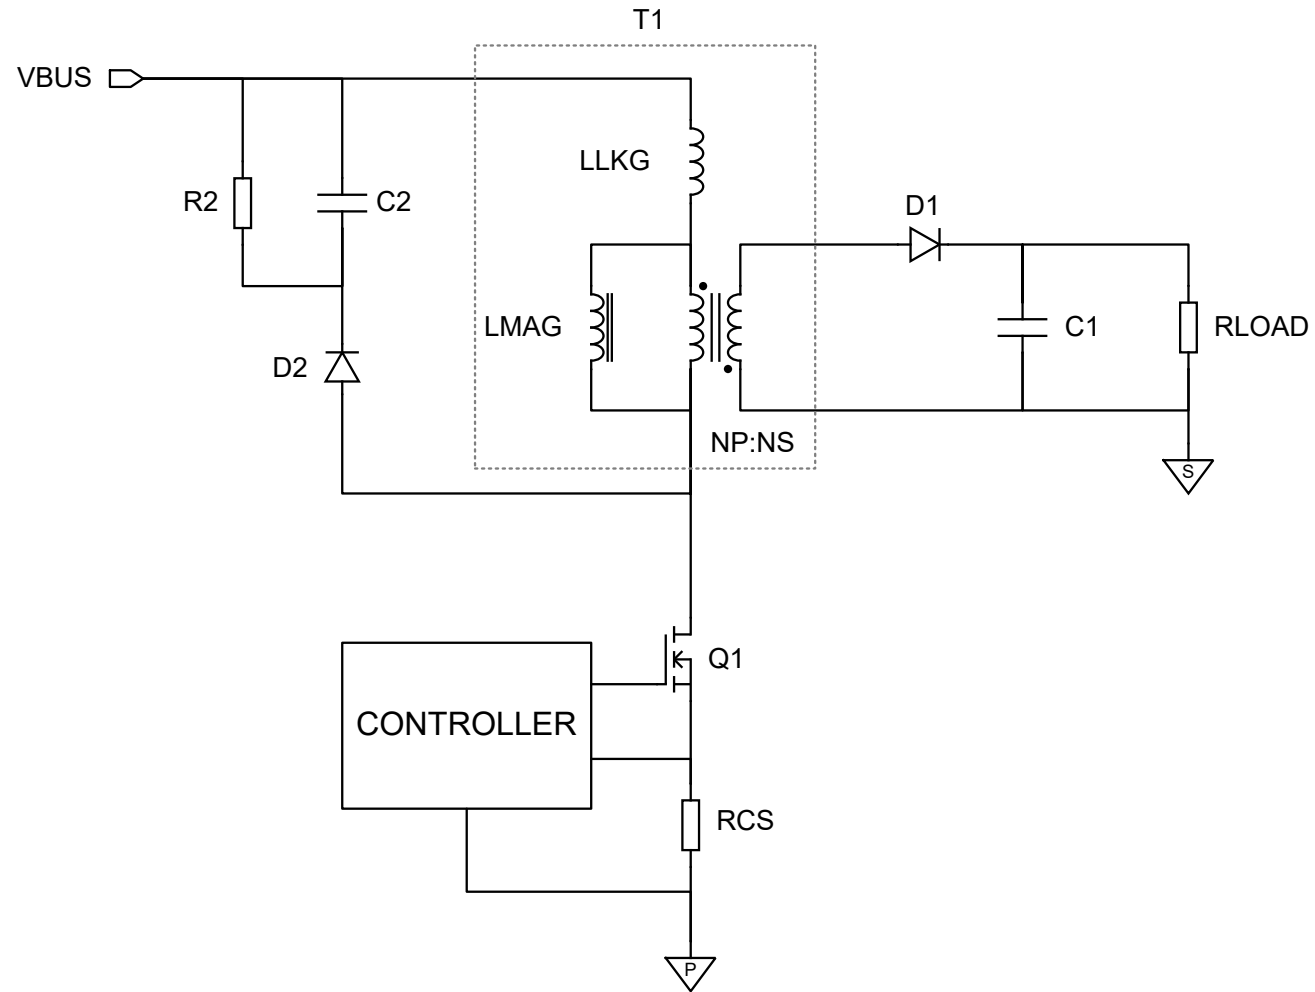 T1
VBUS
LLKG
R2
C2
D1
LMAG
C1
RLOAD
D2
NP:NS
S
Q1
CONTROLLER
RCS
P